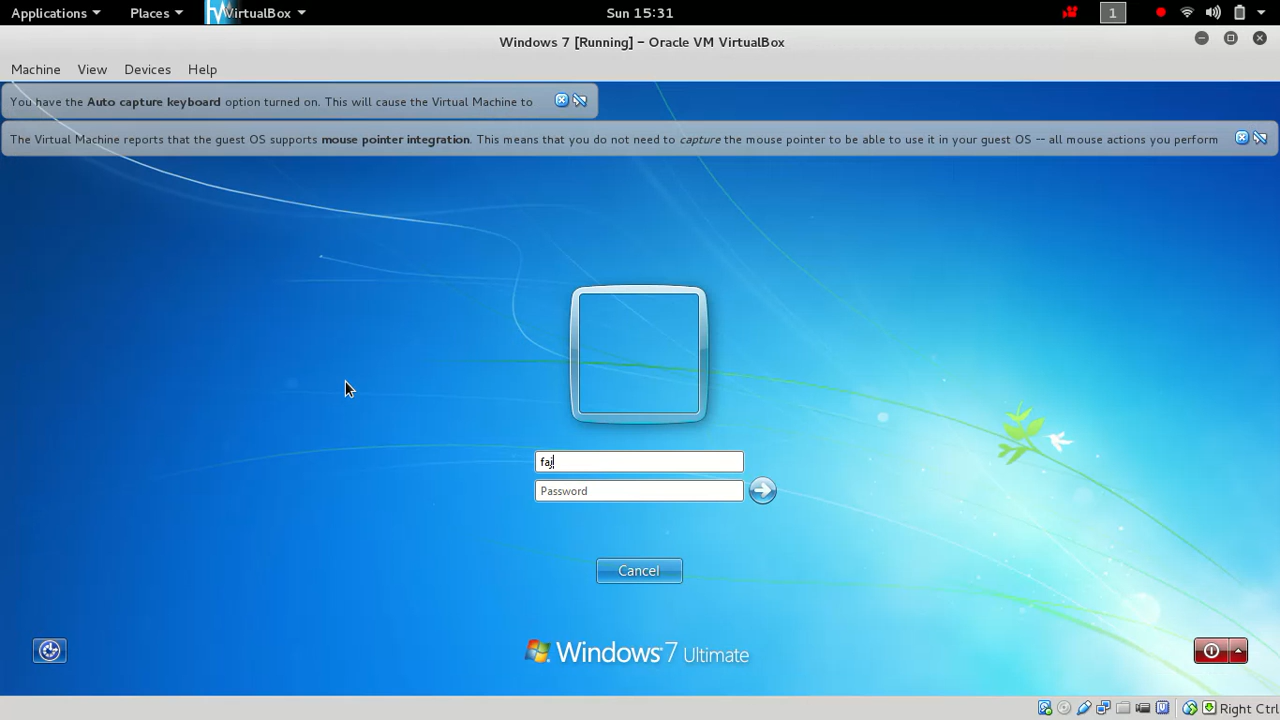 Applications Places VirtualBox Sun 15:31 1
Windows 7 [Running] – Oracle VM VirtualBox
Machine View Devices Help
You have the Auto capture keyboard option turned on. This will cause the Virtual Machine to
The Virtual Machine reports that the guest OS supports mouse pointer integration. This means that you do not need to capture the mouse pointer to be able to use it in your guest OS -- all mouse actions you perform
faj
Password
Cancel
Windows 7 Ultimate
Right Ctrl